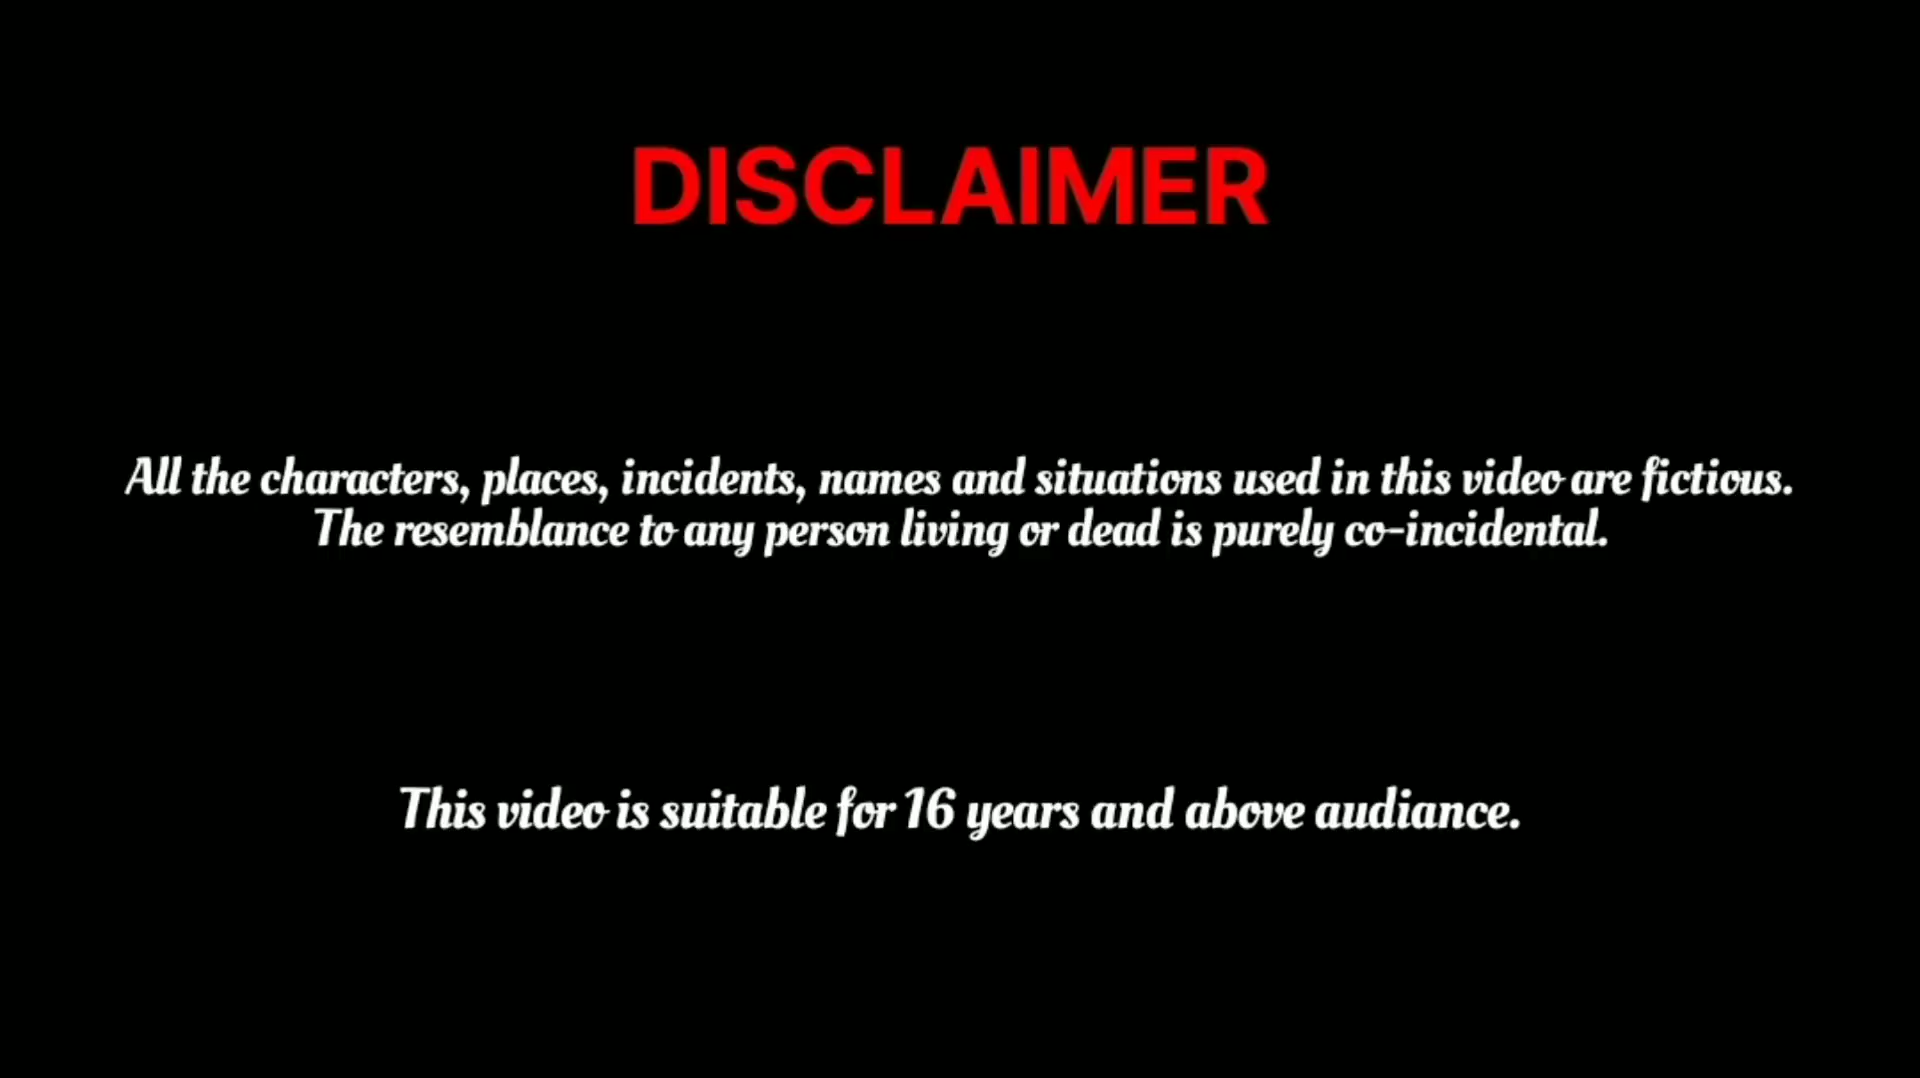 DISCLAIMER
All the characters, places, incidents, names and situations used in this video are fictious.
The resemblance to any person living or dead is purely co-incidental.
This video is suitable for 16 years and above audiance.